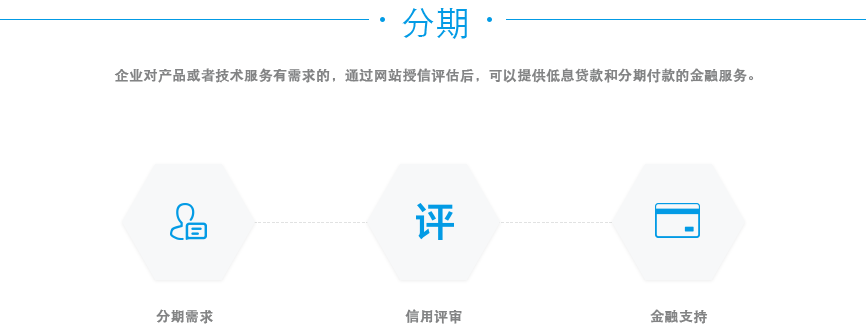 · 分期 ·
企业对产品或者技术服务有需求的，通过网站授信评估后，可以提供低息贷款和分期付款的金融服务。
评
分期需求
信用评审
金融支持